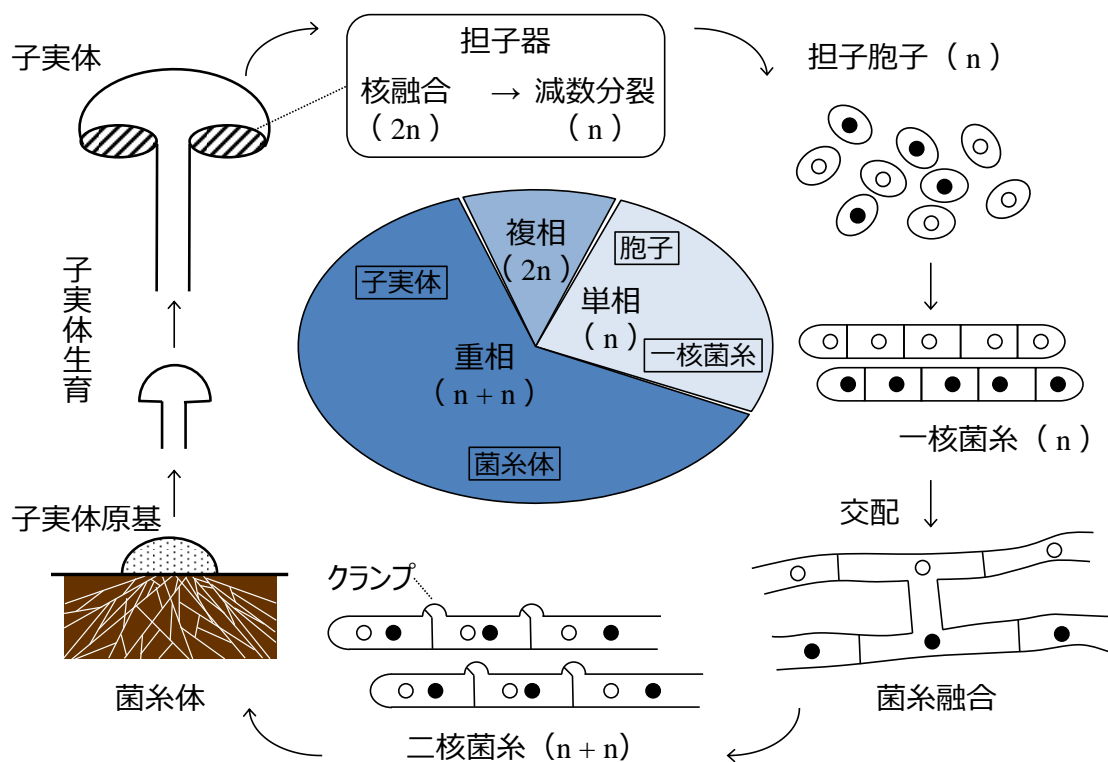 子実体
担子器
核融合 → 減数分裂
（ 2n ） （ n ）
担子胞子（ n ）
複相
（ 2n ）
胞子
子実体
単相
（ n ）
一核菌糸
重相
（ n + n ）
菌糸体
子実体生育
一核菌糸（ n ）
交配
子実体原基
クランプ
菌糸体
菌糸融合
二核菌糸（ n + n ）